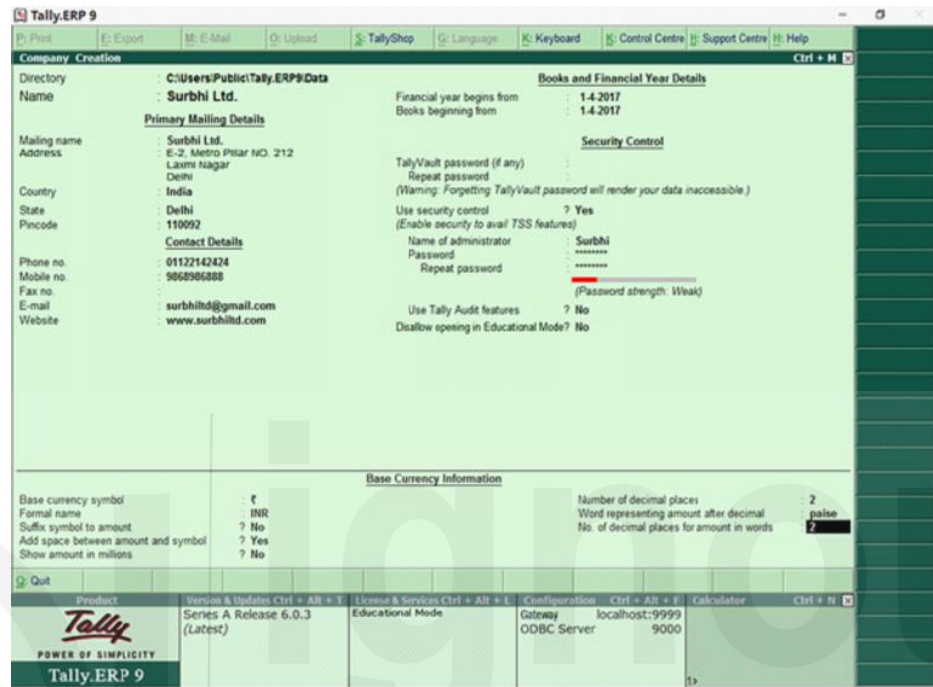 Tally.ERP 9
P: Print E: Export M: E-Mail O: Upload S: TallyShop G: Language K: Keyboard K: Control Centre H: Support Centre H: Help
Company Creation Ctrl + M
Directory : C:\Users\Public\Tally.ERP9\Data
Name : Surbhi Ltd.
Primary Mailing Details
Mailing name : Surbhi Ltd.
Address : E-2, Metro Pillar NO. 212
Laxmi Nagar
Delhi
Country : India
State : Delhi
Pincode : 110092
Contact Details
Phone no. : 01122142424
Mobile no. : 9868986888
Fax no. :
E-mail : surbhiltd@gmail.com
Website : www.surbhiltd.com
Books and Financial Year Details
Financial year begins from : 1-4-2017
Books beginning from : 1-4-2017
Security Control
TallyVault password (if any) :
Repeat password :
(Warning: Forgetting TallyVault password will render your data inaccessible.)
Use security control ? Yes
(Enable security to avail TSS features)
Name of administrator : Surbhi
Password : ********
Repeat password : ********
(Password strength: Weak)
Use Tally Audit features ? No
Disallow opening in Educational Mode? No
Base Currency Information
Base currency symbol : ₹
Formal name : INR
Suffix symbol to amount ? No
Add space between amount and symbol ? Yes
Show amount in millions ? No
Number of decimal places : 2
Word representing amount after decimal : paise
No. of decimal places for amount in words : 2
Q: Quit
Product
Tally
POWER OF SIMPLICITY
Tally.ERP 9
Version & Updates Ctrl + Alt + T
Series A Release 6.0.3
(Latest)
License & Services Ctrl + Alt + L
Educational Mode
Configuration Ctrl + Alt + F
Gateway localhost:9999
ODBC Server 9000
Calculator Ctrl + N
1>
ignou